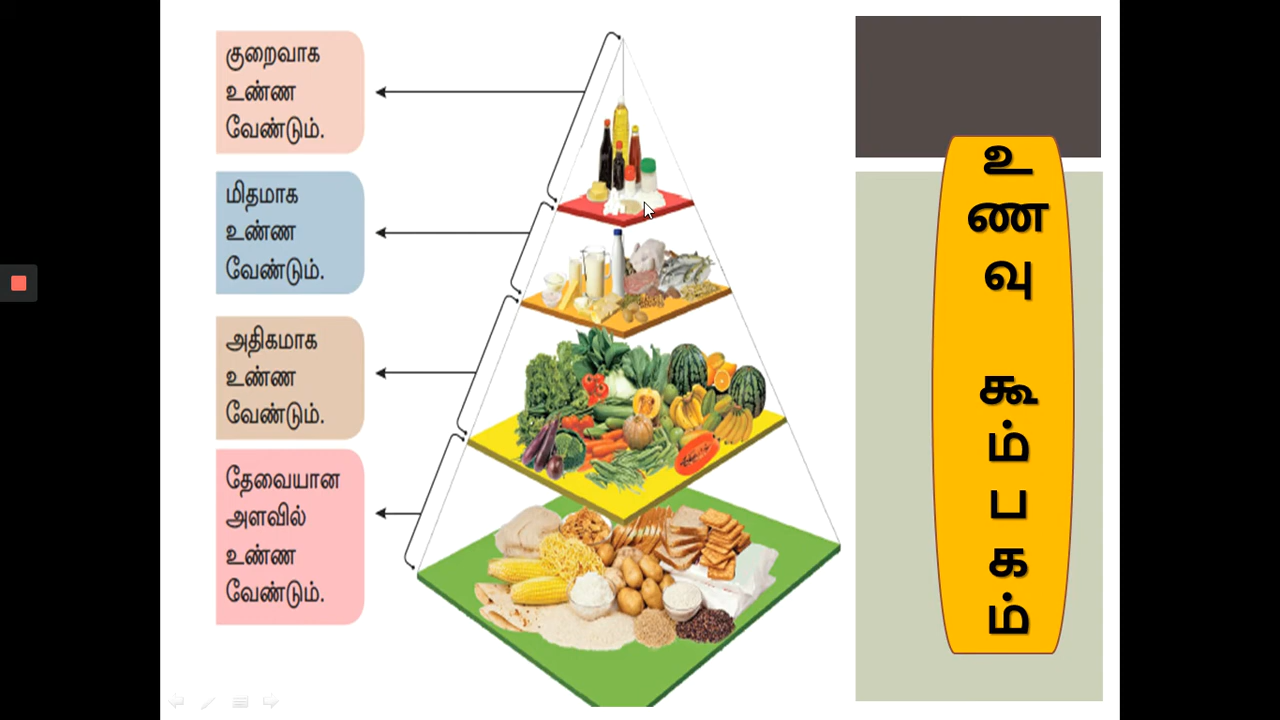 குறைவாக
உண்ண
வேண்டும்.
மிதமாக
உண்ண
வேண்டும்.
அதிகமாக
உண்ண
வேண்டும்.
தேவையான
அளவில்
உண்ண
வேண்டும்.
உ
ண
வு
கூ
ம்
ப
க
ம்